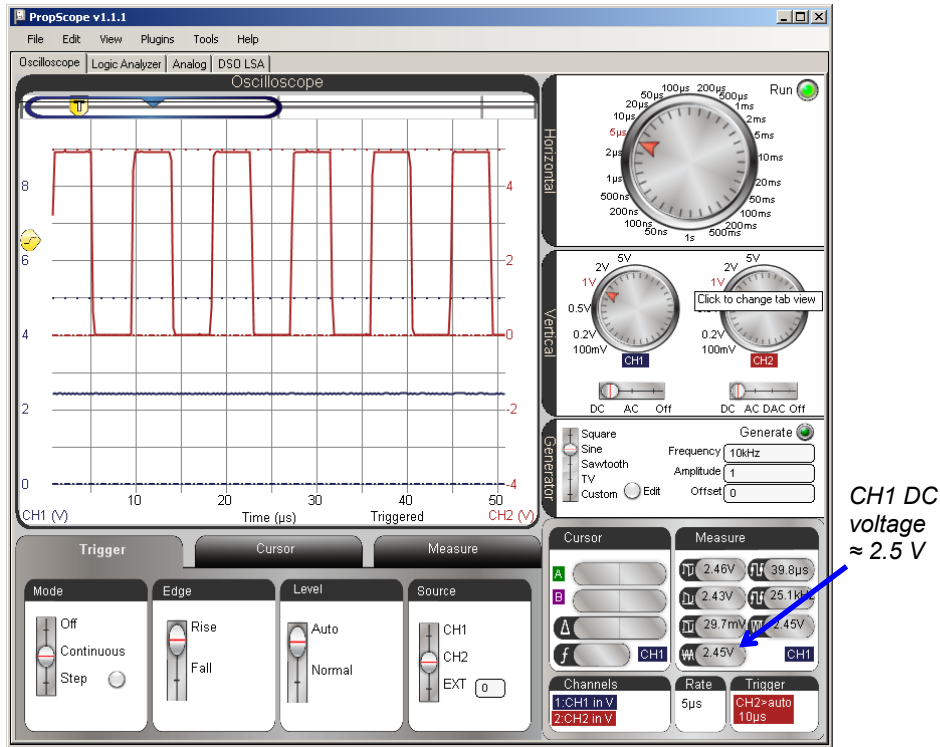 PropScope v1.1.1
File Edit View Plugins Tools Help
Oscilloscope Logic Analyzer Analog DSO LSA
Oscilloscope
T
8
6
4
2
0
4
2
0
-2
-4
10 20 30 40 50
CH1 (V) Time (µs) Triggered CH2 (V)
Horizontal
Run
1s
50ns
100ns
200ns
500ns
1µs
2µs
5µs
10µs
20µs
50µs
100µs
200µs
500µs
1ms
2ms
5ms
10ms
20ms
50ms
100ms
200ms
500ms
Vertical
5V
2V
1V
0.5V
0.2V
100mV
CH1
DC AC Off
5V
2V
1V
Click to change tab view
0.2V
100mV
CH2
DC AC DAC Off
Generator
Square
Sine
Sawtooth
TV
Custom Edit
Generate
Frequency 10kHz
Amplitude 1
Offset 0
Trigger Cursor Measure
Mode
Off
Continuous
Step
Edge
Rise
Fall
Level
Auto
Normal
Source
CH1
CH2
EXT 0
Cursor
A
B
Δ
f CH1
Measure
2.46V 39.8µs
2.43V 25.1kHz
29.7mV 2.45V
2.45V CH1
Channels
1:CH1 in V
2:CH2 in V
Rate
5µs
Trigger
CH2>auto
10µs
CH1 DC
voltage
≈ 2.5 V